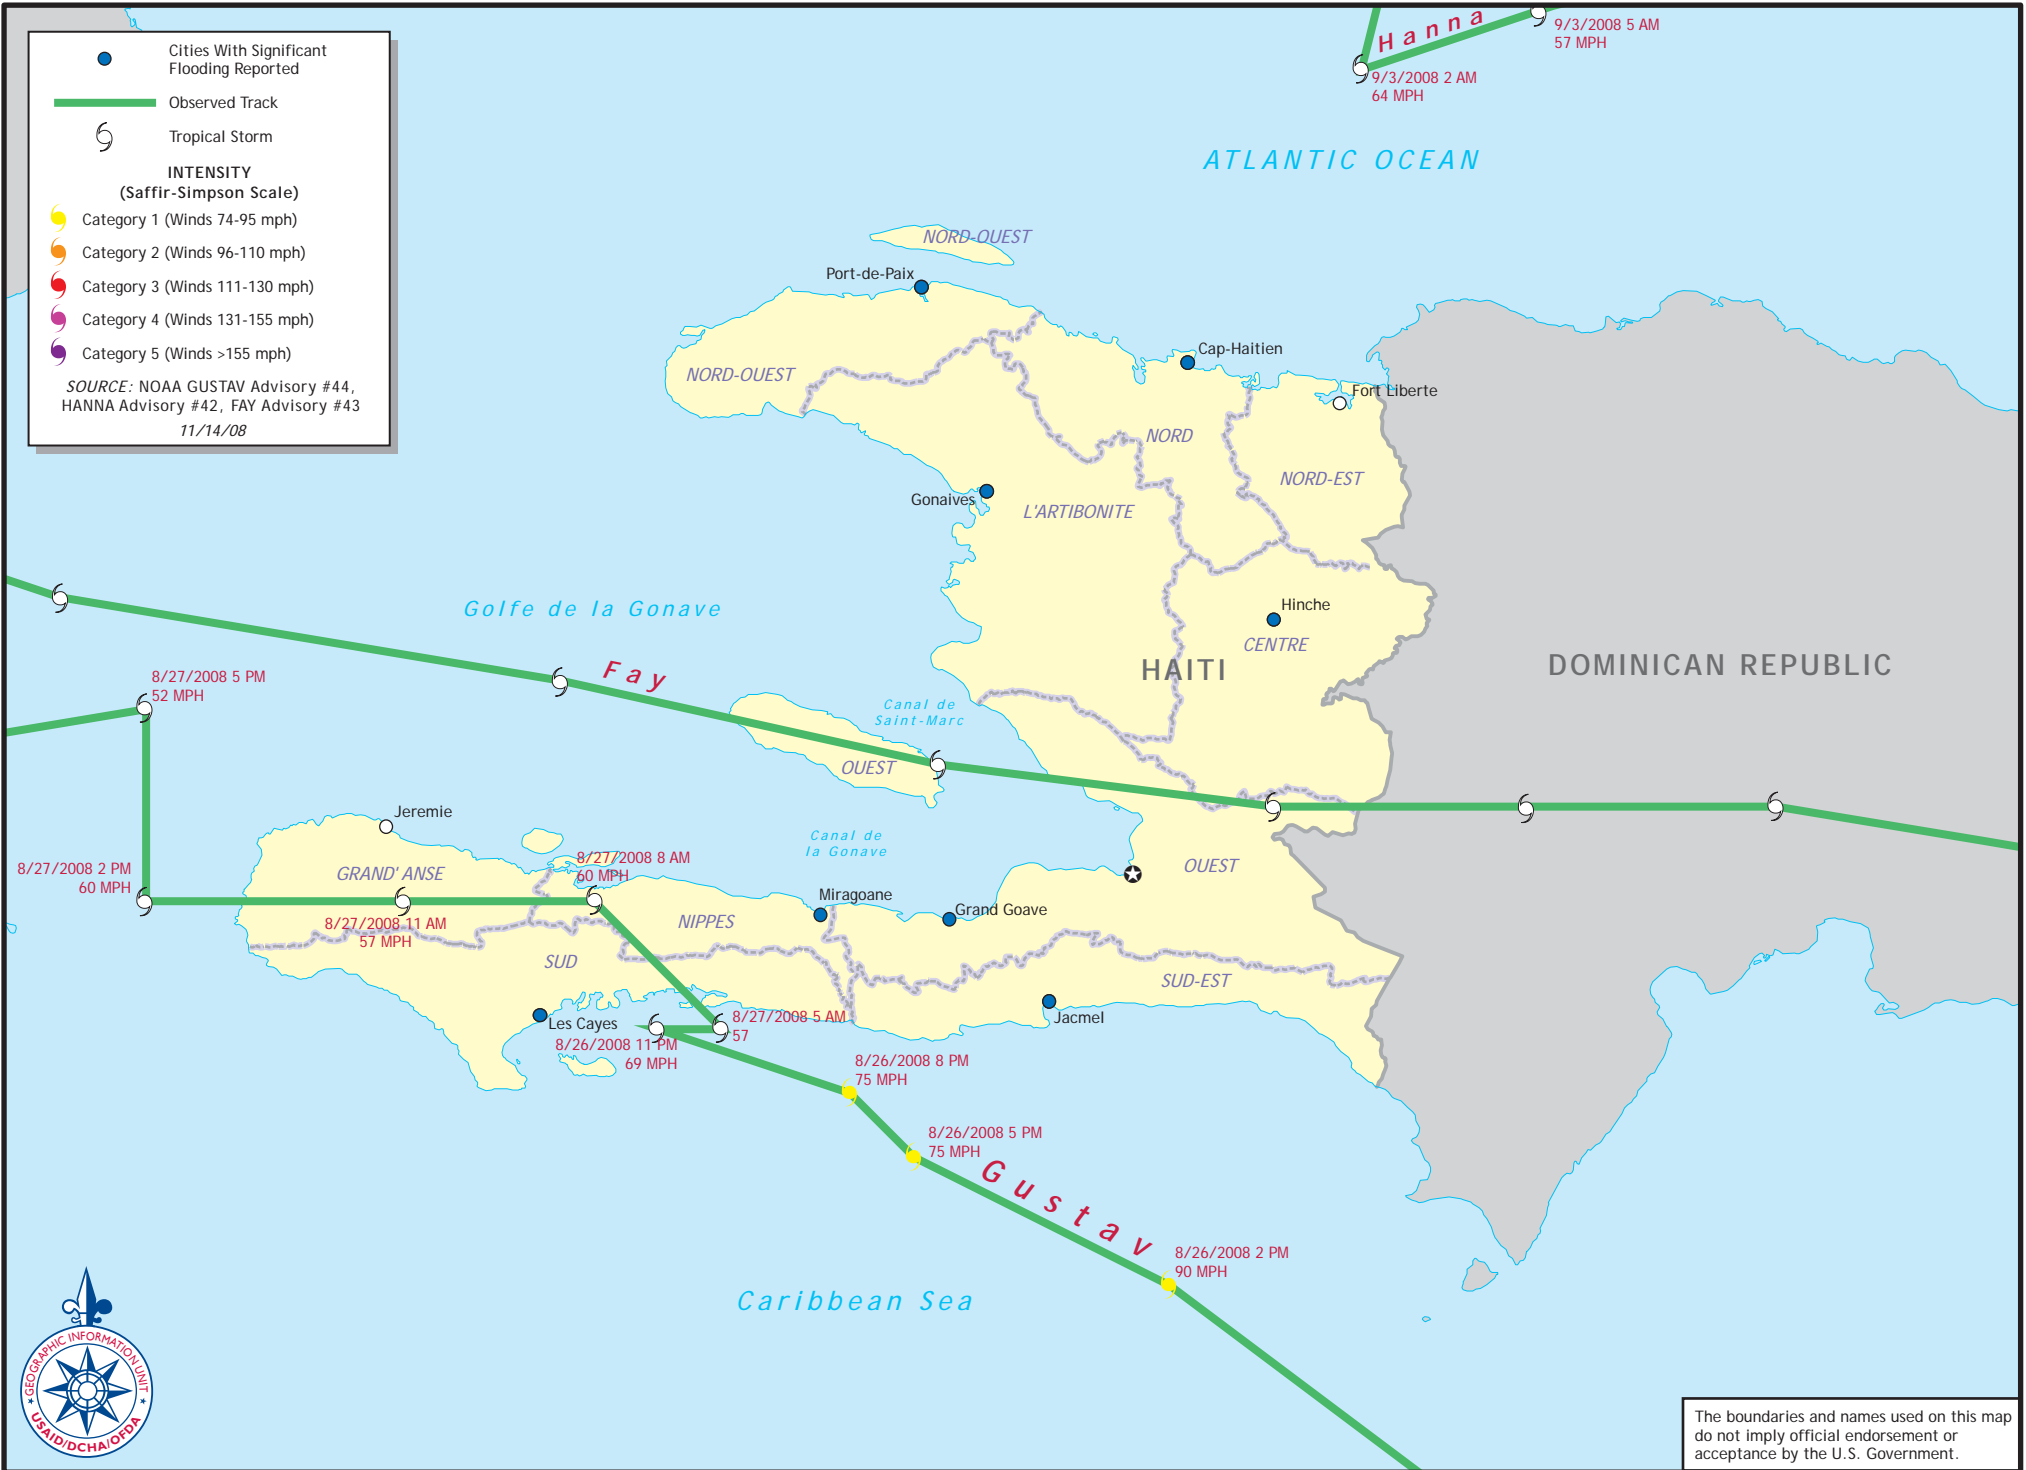 Cities With Significant
Flooding Reported
Observed Track
Tropical Storm
INTENSITY
(Saffir-Simpson Scale)
Category 1 (Winds 74-95 mph)
Category 2 (Winds 96-110 mph)
Category 3 (Winds 111-130 mph)
Category 4 (Winds 131-155 mph)
Category 5 (Winds >155 mph)
SOURCE: NOAA GUSTAV Advisory #44,
HANNA Advisory #42, FAY Advisory #43
11/14/08
Hanna
9/3/2008 5 AM
57 MPH
9/3/2008 2 AM
64 MPH
ATLANTIC OCEAN
NORD-OUEST
Port-de-Paix
Cap-Haitien
NORD-OUEST
Fort Liberte
NORD
NORD-EST
Gonaives
L'ARTIBONITE
Golfe de la Gonave
Hinche
CENTRE
HAITI
DOMINICAN REPUBLIC
Fay
8/27/2008 5 PM
52 MPH
Canal de
Saint-Marc
OUEST
Jeremie
Canal de
la Gonave
8/27/2008 2 PM
60 MPH
GRAND' ANSE
8/27/2008 8 AM
60 MPH
OUEST
Miragoane
Grand Goave
8/27/2008 11 AM
57 MPH
NIPPES
SUD
SUD-EST
Les Cayes
8/27/2008 5 AM
57
Jacmel
8/26/2008 11 PM
69 MPH
8/26/2008 8 PM
75 MPH
8/26/2008 5 PM
75 MPH
Gustav
8/26/2008 2 PM
90 MPH
Caribbean Sea
GEOGRAPHIC INFORMATION UNIT
USAID/DCHA/OFDA
The boundaries and names used on this map
do not imply official endorsement or
acceptance by the U.S. Government.